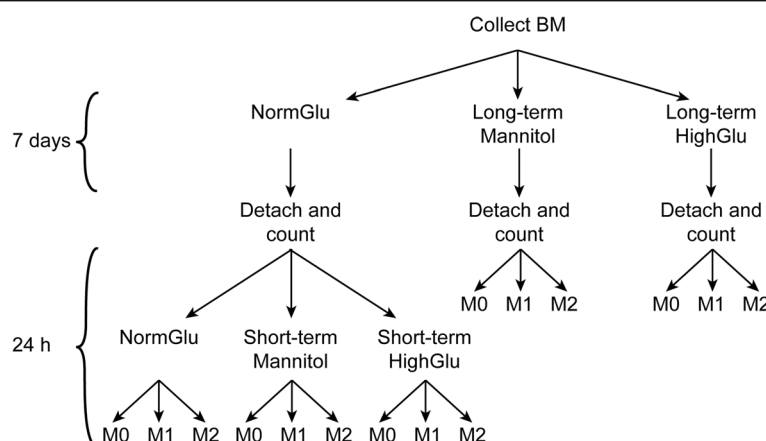 Collect BM
7 days
NormGlu
Long-term
Mannitol
Long-term
HighGlu
Detach and
count
Detach and
count
Detach and
count
M0 M1 M2
M0 M1 M2
24 h
NormGlu
Short-term
Mannitol
Short-term
HighGlu
M0 M1 M2
M0 M1 M2
M0 M1 M2